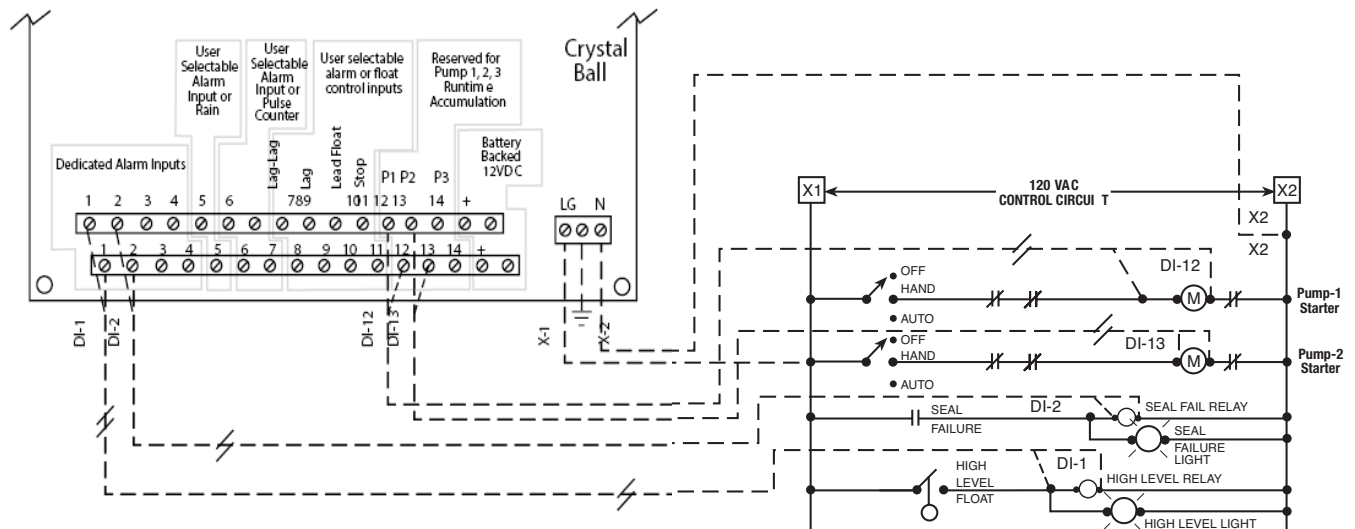 Crystal
Ball
User
Selectable
Alarm
Input or
Rain
User
Selectable
Alarm
Input or
Pulse
Counter
User selectable
alarm or float
control inputs
Reserved for
Pump 1, 2, 3
Runtim e
Accumulation
Battery
Backed
12VD C
Dedicated Alarm Inputs
Lag-Lag
Lag
Lead Float
Stop
P1 P2 P3
1 2 3 4 5 6 789 1011 12 13 14 +
1 2 3 4 5 6 7 8 9 10 11 12 13 14 +
LG N
DI-1
DI-2
DI-12
DI-13
X-1
X-2
X1
120 VAC
CONTROL CIRCUI T
X2
X2
X2
OFF
HAND
AUTO
DI-12
M
Pump-1
Starter
OFF
HAND
AUTO
DI-13
M
Pump-2
Starter
SEAL
FAILURE
DI-2
SEAL FAIL RELAY
SEAL
FAILURE
LIGHT
HIGH
LEVEL
FLOAT
DI-1
HIGH LEVEL RELAY
HIGH LEVEL LIGHT